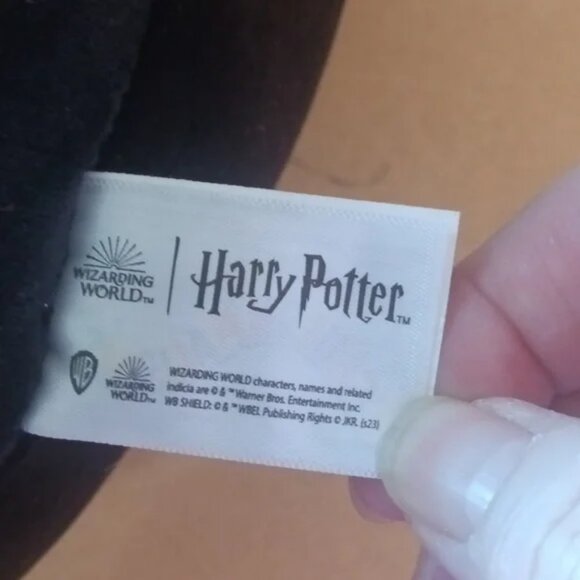 WIZARDING
WORLD™
Harry Potter™
WB
WIZARDING
WORLD™
WIZARDING WORLD characters, names and related
indicia are © & ™ Warner Bros. Entertainment Inc.
WB SHIELD: © & ™ WBEI. Publishing Rights © JKR. (s23)